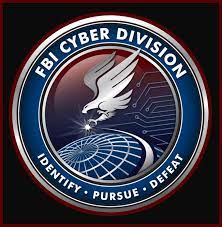 FBI CYBER DIVISION
IDENTIFY · PURSUE · DEFEAT